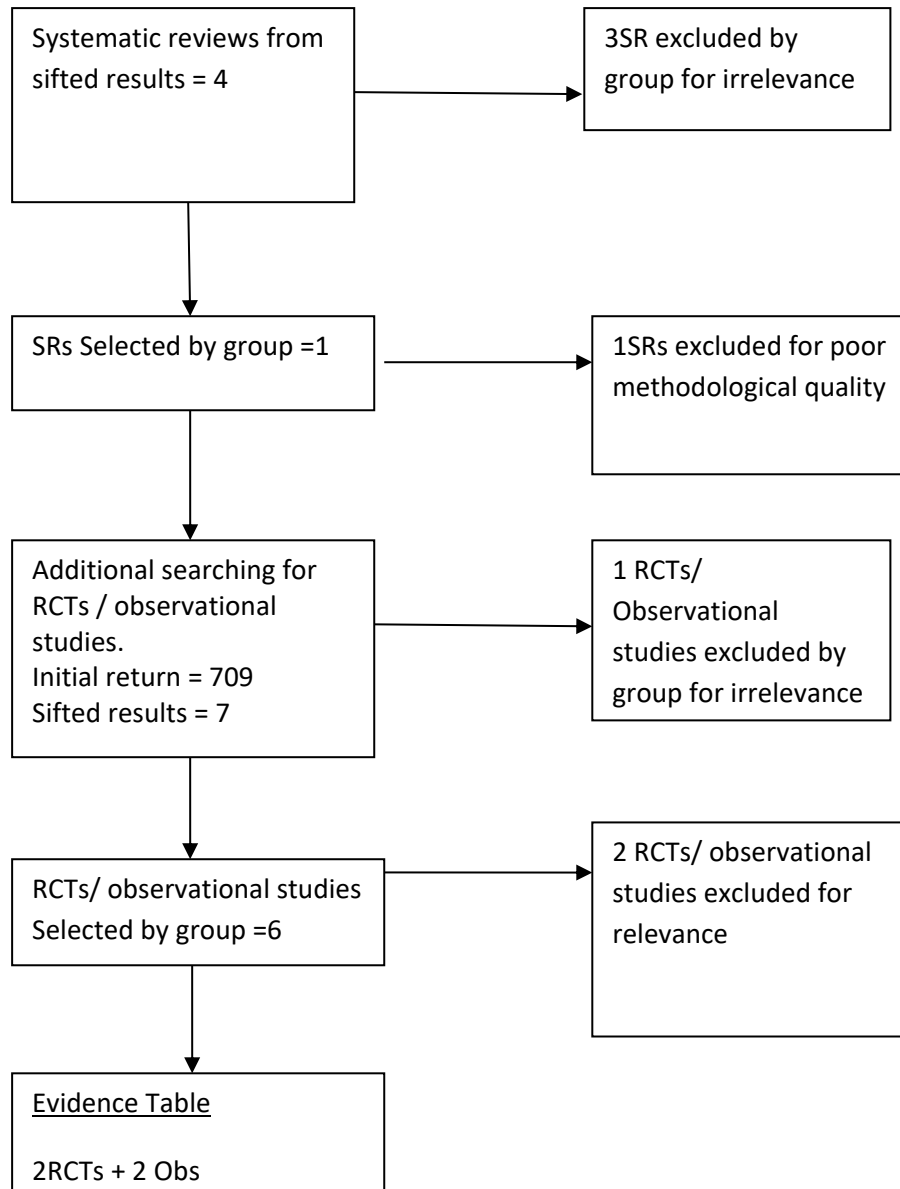 Systematic reviews from
sifted results = 4
3SR excluded by
group for irrelevance
SRs Selected by group =1
1SRs excluded for poor
methodological quality
Additional searching for
RCTs / observational
studies.
Initial return = 709
Sifted results = 7
1 RCTs/
Observational
studies excluded by
group for irrelevance
RCTs/ observational studies
Selected by group =6
2 RCTs/ observational
studies excluded for
relevance
Evidence Table
2RCTs + 2 Obs